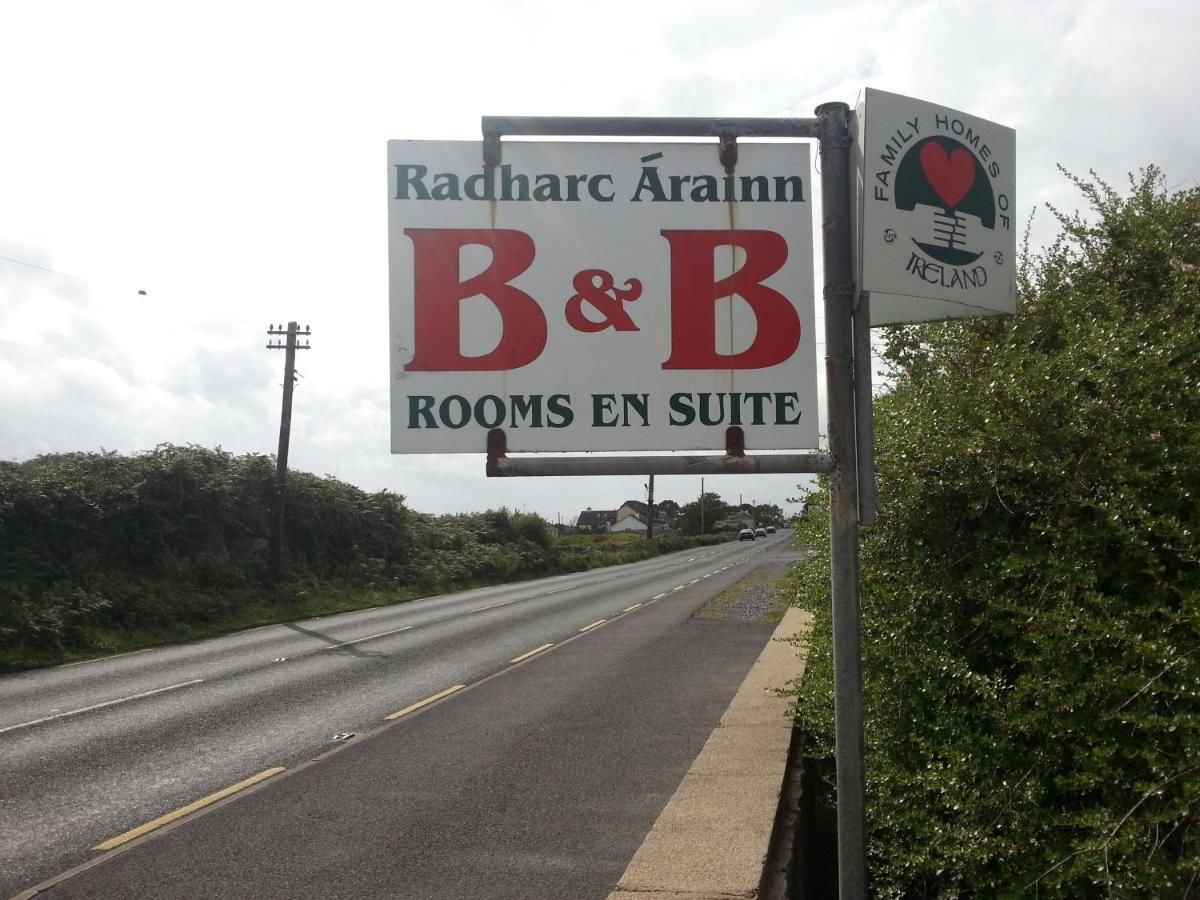 Radharc Árainn
B & B
ROOMS EN SUITE
FAMILY HOMES OF
IRELAND